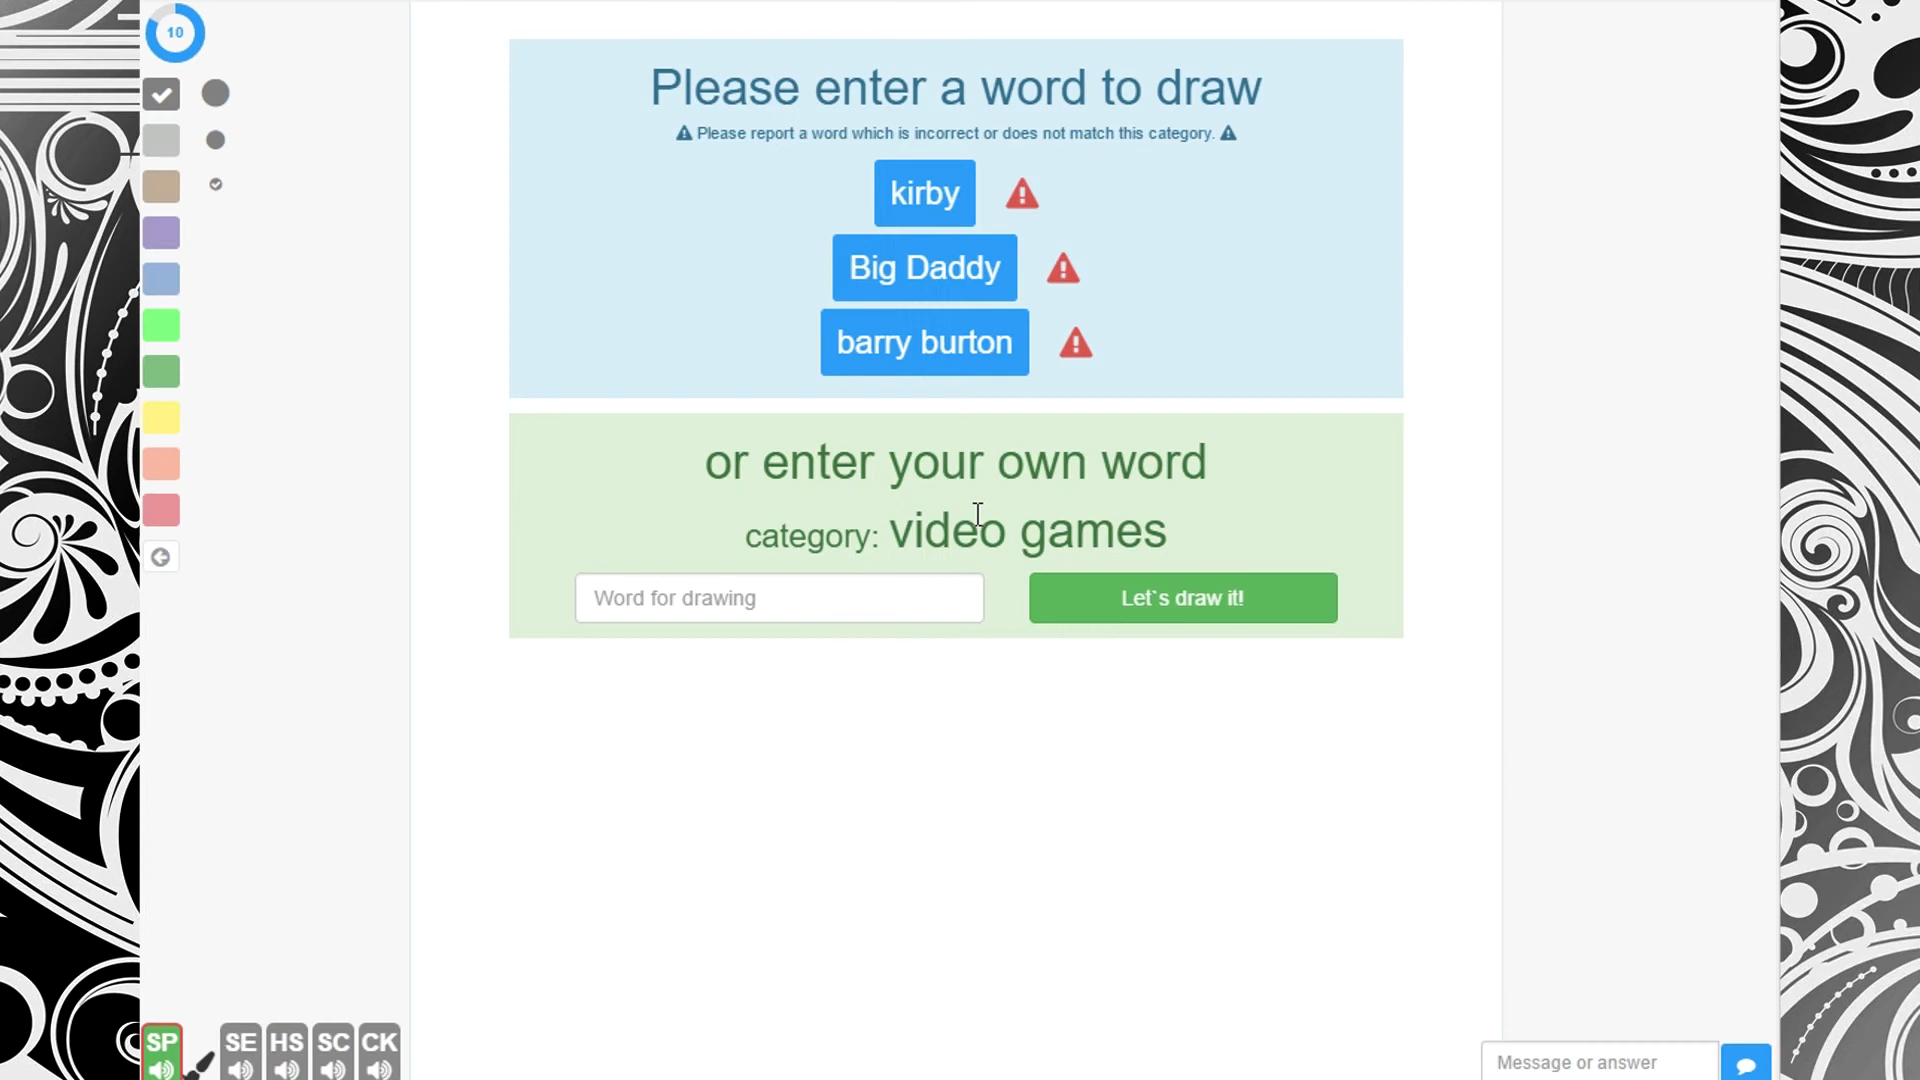 10
Please enter a word to draw
Please report a word which is incorrect or does not match this category.
kirby
Big Daddy
barry burton
or enter your own word
category: video games
Word for drawing
Let`s draw it!
SP SE HS SC CK
Message or answer